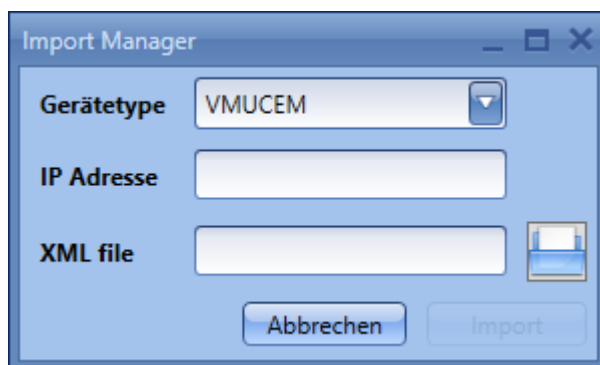 Import Manager
Gerätetype VMUCEM
IP Adresse
XML file
Abbrechen Import